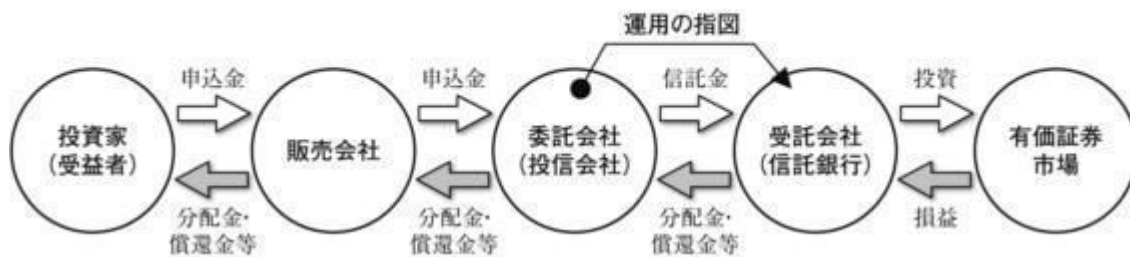 運用の指図
申込金
申込金
信託金
投資
投資家
(受益者)
販売会社
委託会社
(投信会社)
受託会社
(信託銀行)
有価証券
市場
分配金・
償還金等
分配金・
償還金等
分配金・
償還金等
損益